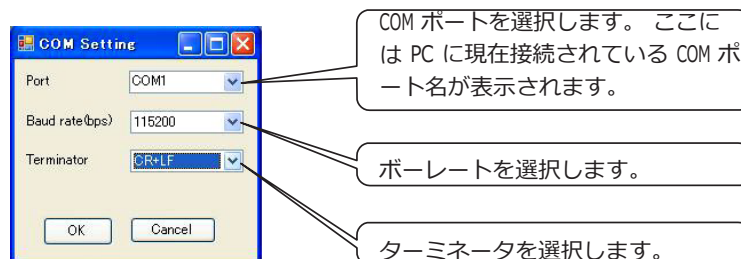 COM Setting
Port
COM1
Baud rate(bps)
115200
Terminator
CR+LF
OK
Cancel
COM ポートを選択します。 ここに
は PC に現在接続されている COM ポ
ート名が表示されます。
ボーレートを選択します。
ターミネータを選択します。